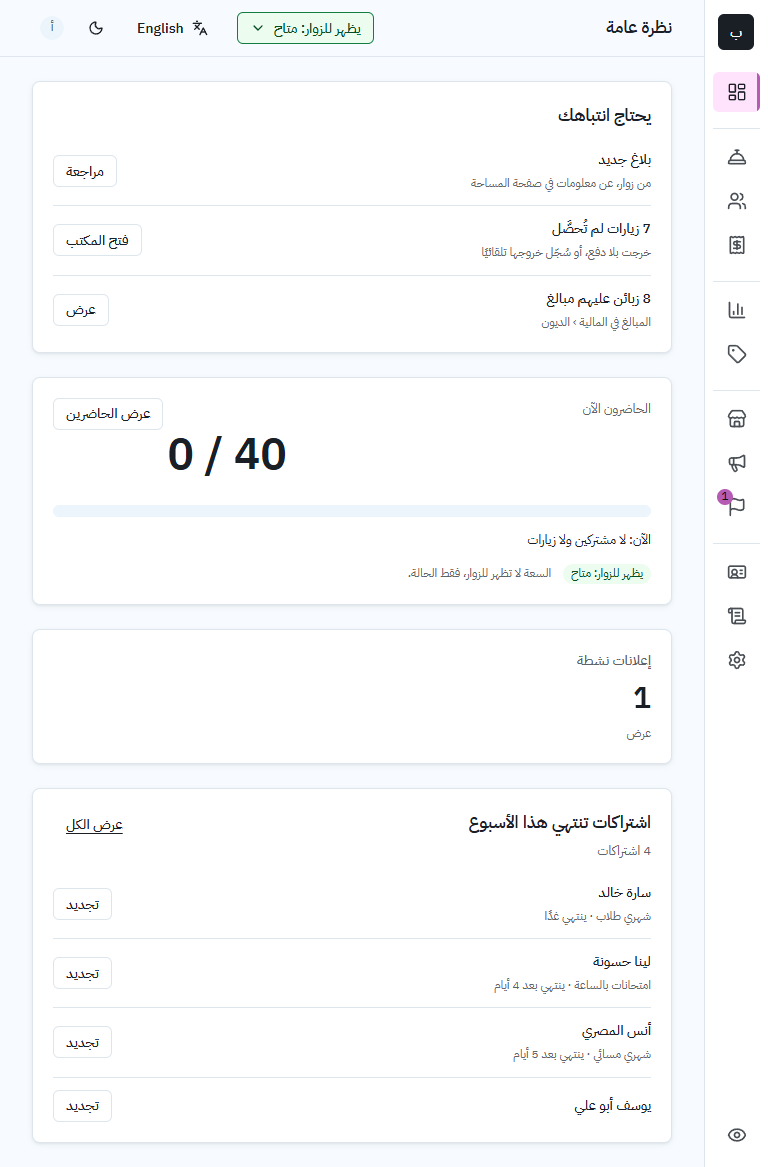 ب
نظرة عامة
يظهر للزوار: متاح
English
أ
يحتاج انتباهك
بلاغ جديد
من زوار، عن معلومات في صفحة المساحة
مراجعة
7 زيارات لم تُحصَّل
خرجت بلا دفع، أو سُجّل خروجها تلقائيًا
فتح المكتب
8 زبائن عليهم مبالغ
المبالغ في المالية › الديون
عرض
الحاضرون الآن
عرض الحاضرين
0 / 40
الآن: لا مشتركين ولا زيارات
يظهر للزوار: متاح
السعة لا تظهر للزوار، فقط الحالة.
1
إعلانات نشطة
1
عرض
اشتراكات تنتهي هذا الأسبوع
عرض الكل
4 اشتراكات
سارة خالد
شهري طلاب · ينتهي غدًا
تجديد
لينا حسونة
امتحانات بالساعة · ينتهي بعد 4 أيام
تجديد
أنس المصري
شهري مسائي · ينتهي بعد 5 أيام
تجديد
يوسف أبو علي
تجديد